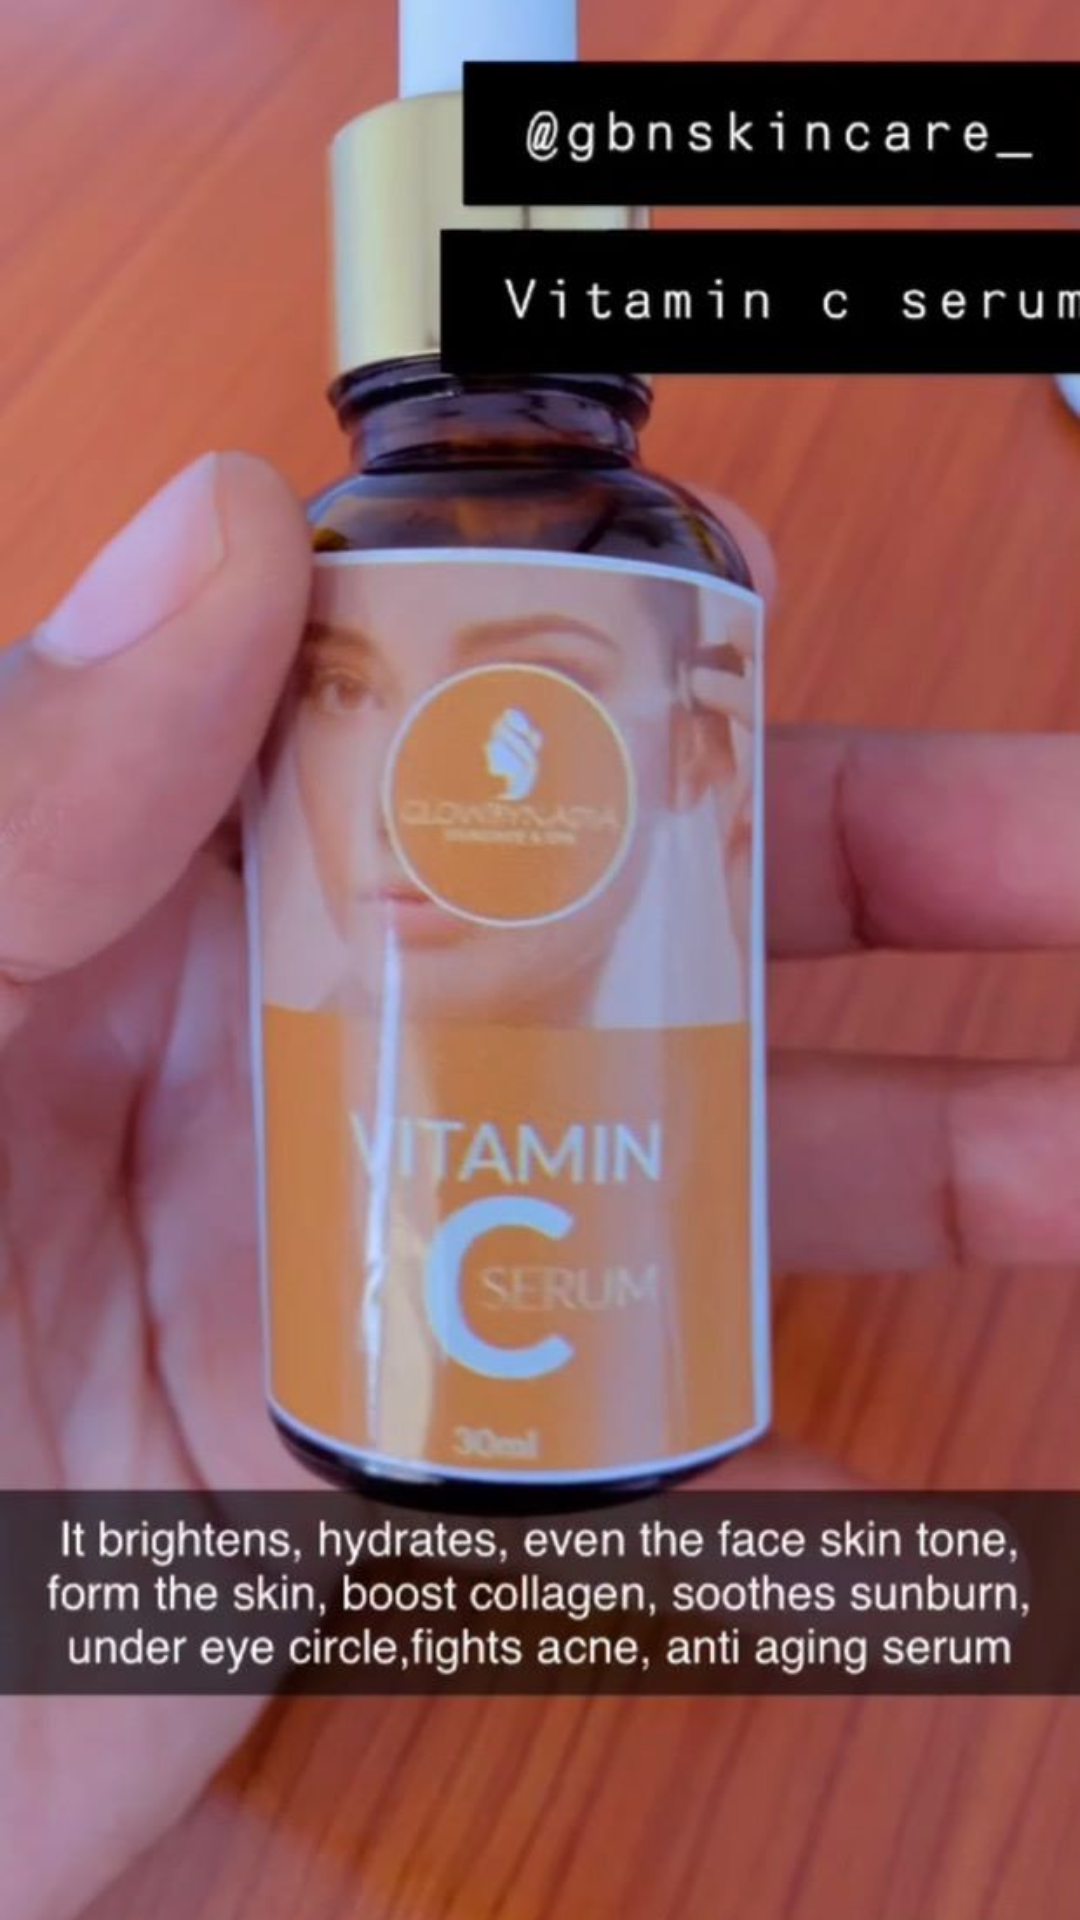 @gbnskincare_
Vitamin c serum
GLOWBYNADIA
VITAMIN
C
SERUM
30ml
It brightens, hydrates, even the face skin tone,
form the skin, boost collagen, soothes sunburn,
under eye circle,fights acne, anti aging serum